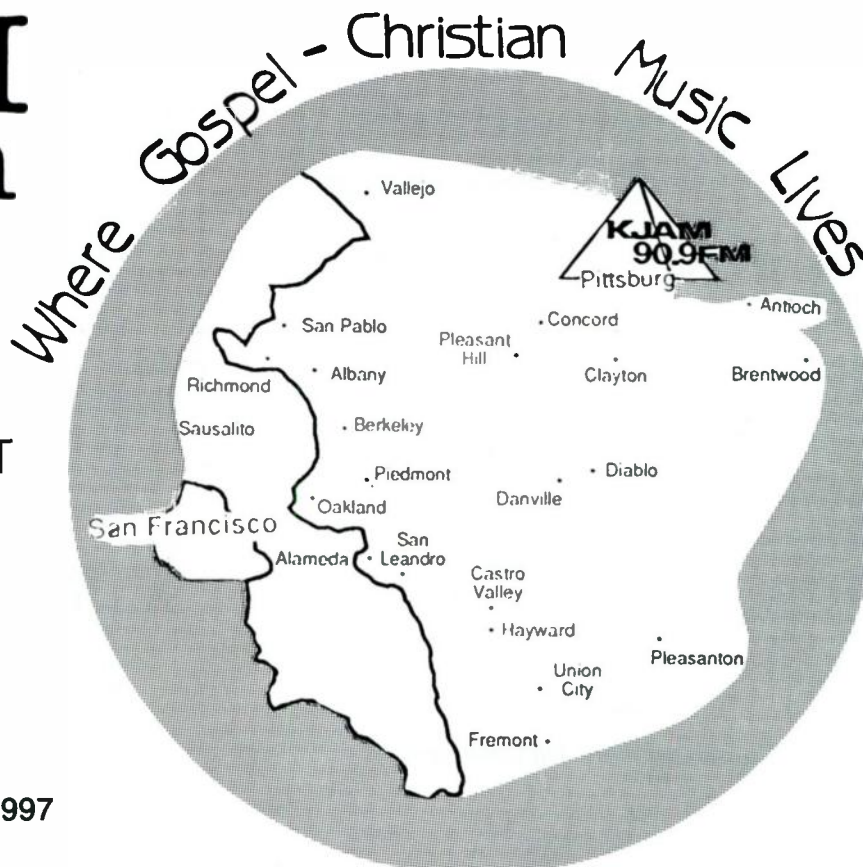 Where Gospel - Christian Music Lives
Vallejo
KJAM
90.9FM
Pittsburg
Antioch
San Pablo
Concord
Pleasant
Hill
Richmond
Albany
Clayton
Brentwood
Sausalito
Berkeley
Piedmont
Diablo
Danville
Oakland
San Francisco
San
Leandro
Alameda
Castro
Valley
Hayward
Pleasanton
Union
City
Fremont
997